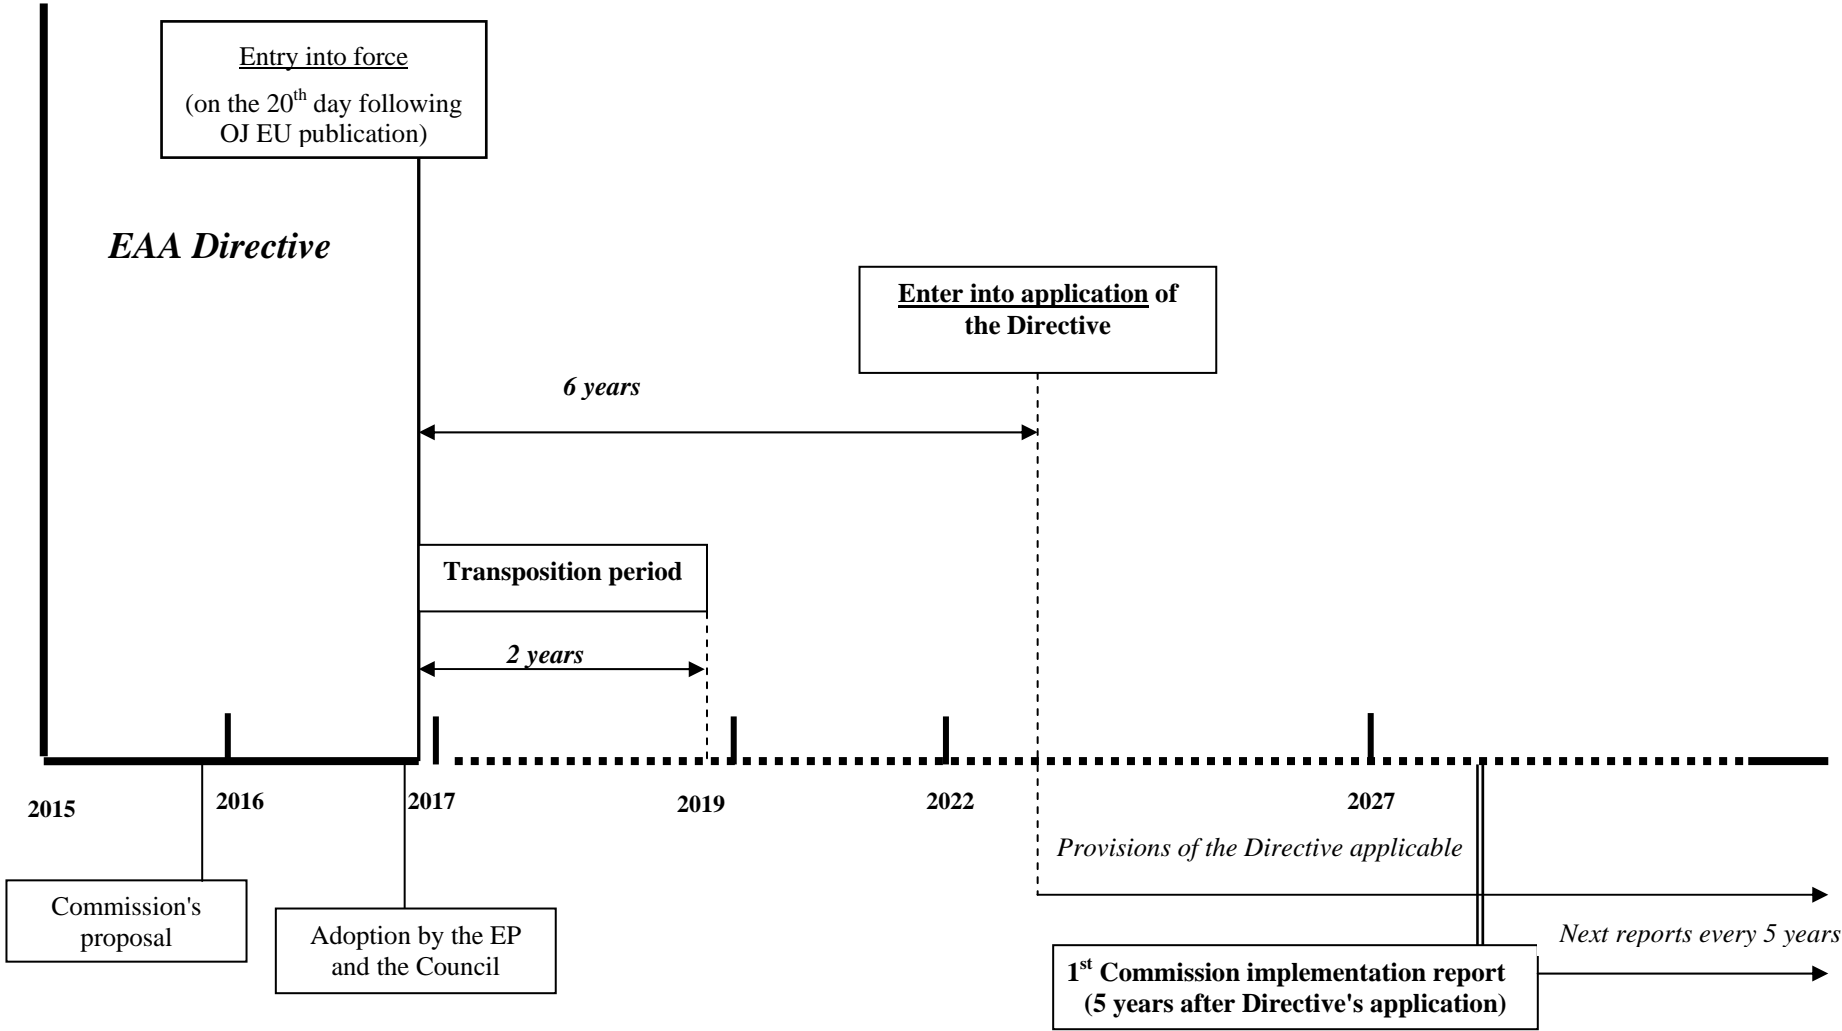 Entry into force
(on the 20th day following
OJ EU publication)
EAA Directive
Enter into application of
the Directive
6 years
Transposition period
2 years
2015
2016
2017
2019
2022
2027
Provisions of the Directive applicable
Commission's
proposal
Adoption by the EP
and the Council
Next reports every 5 years
1st Commission implementation report
(5 years after Directive's application)